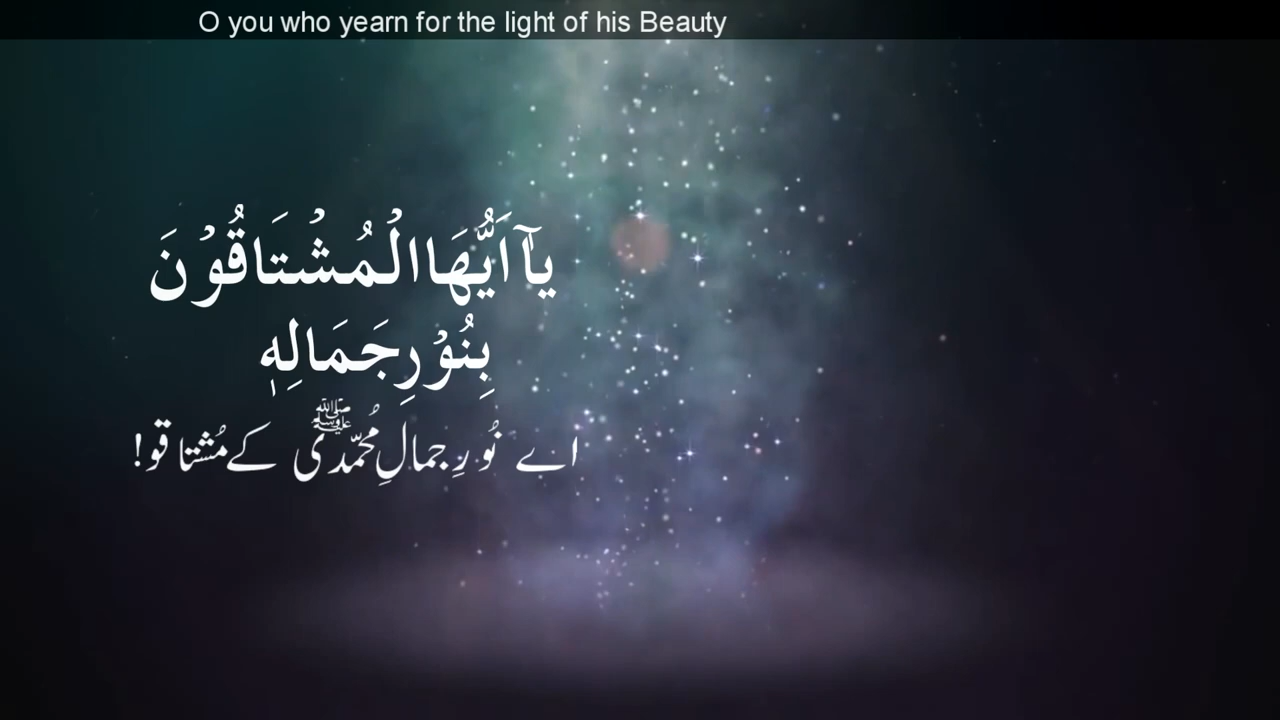 O you who yearn for the light of his Beauty
يَآ اَيُّهَا الْمُشْتَاقُوْنَ
بِنُوْرِ جَمَالِهٖ
اے نُورِ جمالِ مُحمّدی ﷺ کے مُشتاقو!